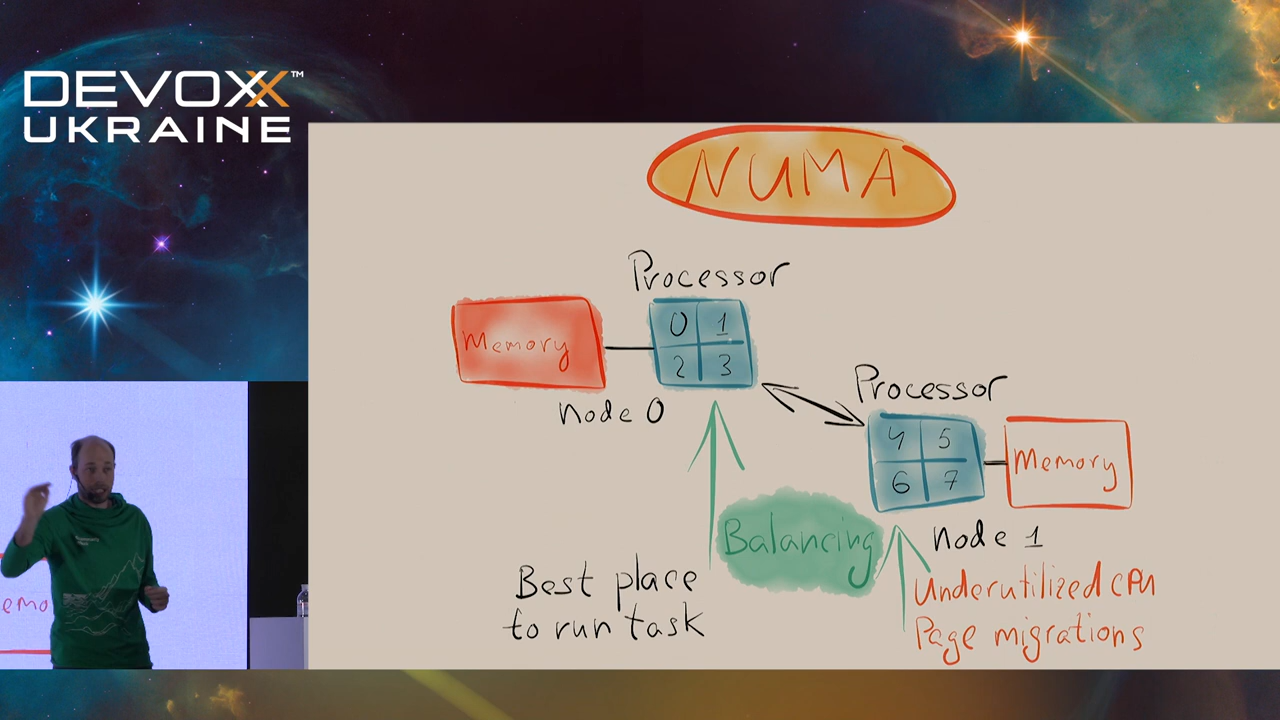 DEVOXX™
UKRAINE
NUMA
Processor
Memory
0 1
2 3
node 0
Processor
4 5
6 7
Memory
node 1
Balancing
Best place
to run task
Underutilized CPU
Page migrations
emo